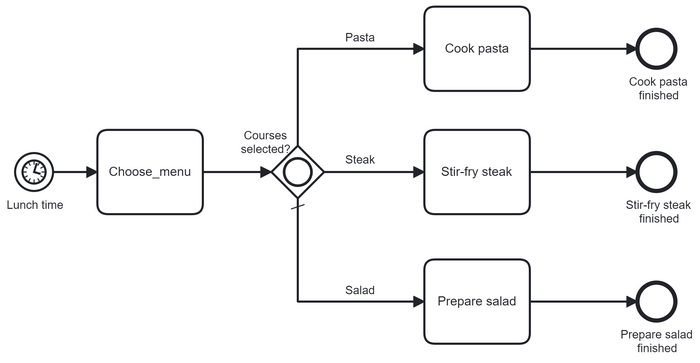 Pasta
Cook pasta
Cook pasta
finished
Courses
selected?
Lunch time
Choose_menu
Steak
Stir-fry steak
Stir-fry steak
finished
Salad
Prepare salad
Prepare salad
finished